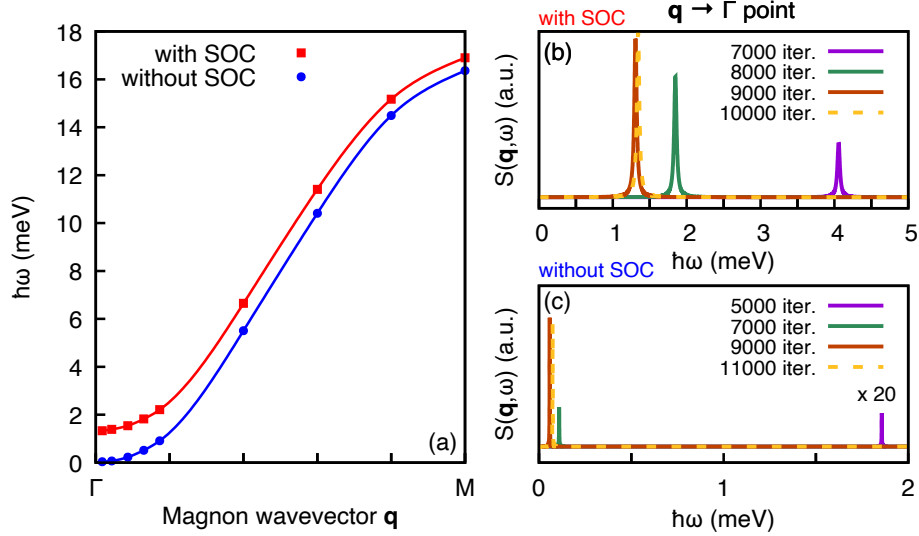 18
16
14
12
10
8
6
4
2
0
ħω (meV)
with SOC
without SOC
(a)
Γ
M
Magnon wavevector q
q → Γ point
with SOC
(b)
7000 iter.
8000 iter.
9000 iter.
10000 iter.
S(q,ω) (a.u.)
0 1 2 3 4 5
ħω (meV)
without SOC
(c)
5000 iter.
7000 iter.
9000 iter.
11000 iter.
x 20
S(q,ω) (a.u.)
0 1 2
ħω (meV)